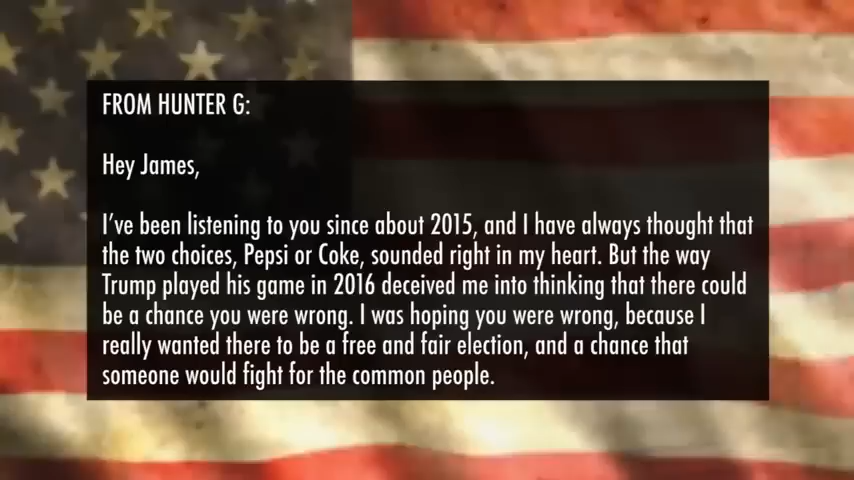 FROM HUNTER G:
Hey James,
I've been listening to you since about 2015, and I have always thought that
the two choices, Pepsi or Coke, sounded right in my heart. But the way
Trump played his game in 2016 deceived me into thinking that there could
be a chance you were wrong. I was hoping you were wrong, because I
really wanted there to be a free and fair election, and a chance that
someone would fight for the common people.